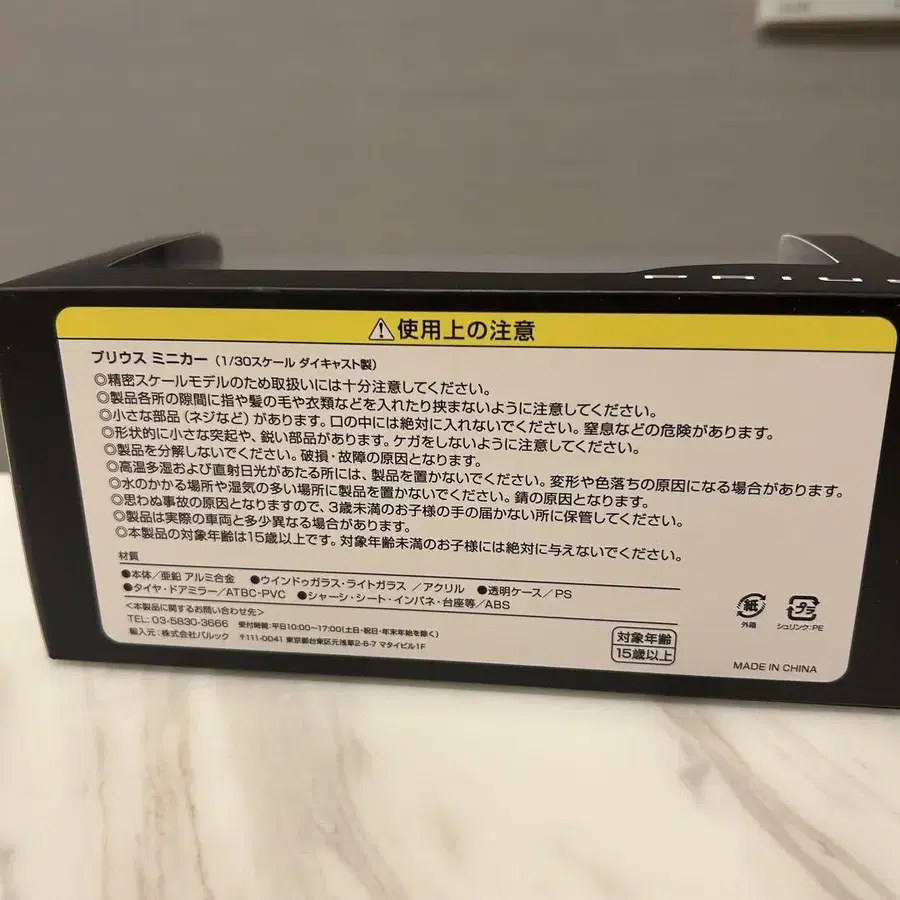 ⚠使用上の注意
プリウス ミニカー (1/30スケール ダイキャスト製)
◎精密スケールモデルのため取扱いには十分注意してください。
◎製品各所の隙間に指や髪の毛や衣類などを入れたり挟まないように注意してください。
◎小さな部品(ネジなど)があります。口の中には絶対に入れないでください。窒息などの危険があります。
◎形状的に小さな突起や、鋭い部品があります。ケガをしないように注意してください。
◎製品を分解しないでください。破損・故障の原因となります。
◎高温多湿および直射日光があたる所には、製品を置かないでください。変形や色落ちの原因になる場合があります。
◎水のかかる場所や湿気の多い場所に製品を置かないでください。錆の原因となります。
◎思わぬ事故の原因となりますので、3歳未満のお子様の手の届かない所に保管してください。
◎製品は実際の車両と多少異なる場合があります。
◎本製品の対象年齢は15歳以上です。対象年齢未満のお子様には絶対に与えないでください。
材質
●本体/亜鉛 アルミ合金 ●ウインドゥガラス・ライトガラス /アクリル ●透明ケース/PS
●タイヤ・ドアミラー/ATBC-PVC ●シャーシ・シート・インパネ・台座等/ABS
<本製品に関するお問い合わせ先>
TEL: 03-5830-3666 受付時間:平日10:00~17:00(土日・祝日・年末年始を除く)
輸入元:株式会社バルック 〒111-0041 東京都台東区元浅草2-6-7 マタイビル1F
対象年齢
15歳以上
紙
外箱
プラ
シュリンク:PE
MADE IN CHINA